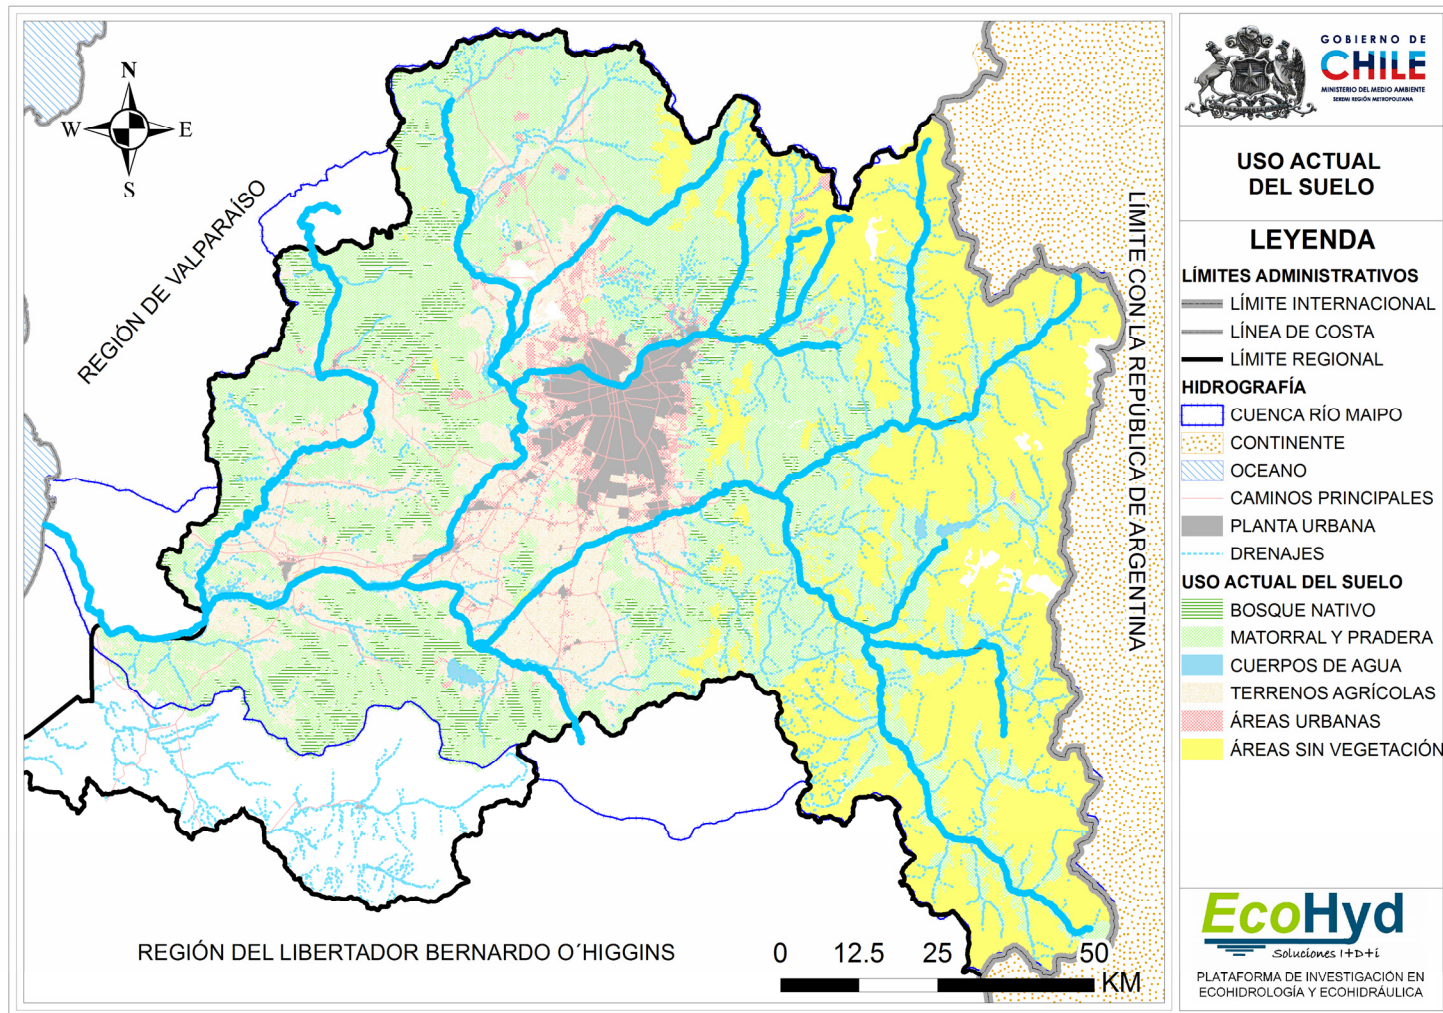 N
W
E
S
REGIÓN DE VALPARAÍSO
LÍMITE CON LA REPÚBLICA DE ARGENTINA
REGIÓN DEL LIBERTADOR BERNARDO O´HIGGINS
0 12.5 25 50
KM
GOBIERNO DE
CHILE
MINISTERIO DEL MEDIO AMBIENTE
SEREMI REGIÓN METROPOLITANA
USO ACTUAL
DEL SUELO
LEYENDA
LÍMITES ADMINISTRATIVOS
LÍMITE INTERNACIONAL
LÍNEA DE COSTA
LÍMITE REGIONAL
HIDROGRAFÍA
CUENCA RÍO MAIPO
CONTINENTE
OCEANO
CAMINOS PRINCIPALES
PLANTA URBANA
DRENAJES
USO ACTUAL DEL SUELO
BOSQUE NATIVO
MATORRAL Y PRADERA
CUERPOS DE AGUA
TERRENOS AGRÍCOLAS
ÁREAS URBANAS
ÁREAS SIN VEGETACIÓN
EcoHyd
Soluciones I+D+i
PLATAFORMA DE INVESTIGACIÓN EN
ECOHIDROLOGÍA Y ECOHIDRÁULICA